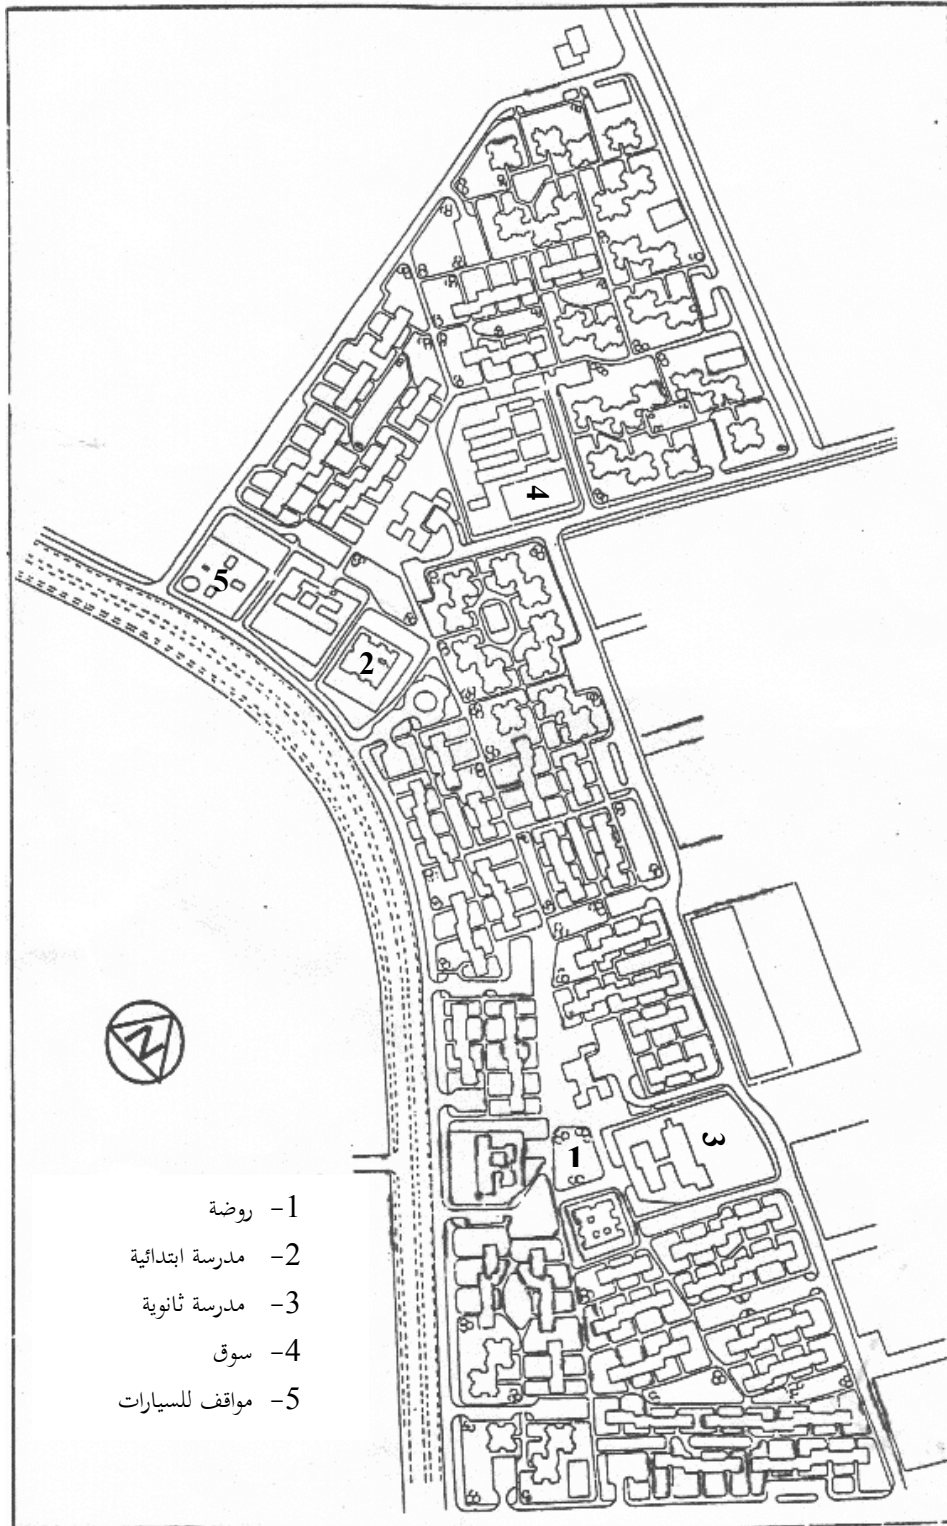 4
5
2
N
3
1
1- روضة
2- مدرسة ابتدائية
3- مدرسة ثانوية
4- سوق
5- مواقف للسيارات